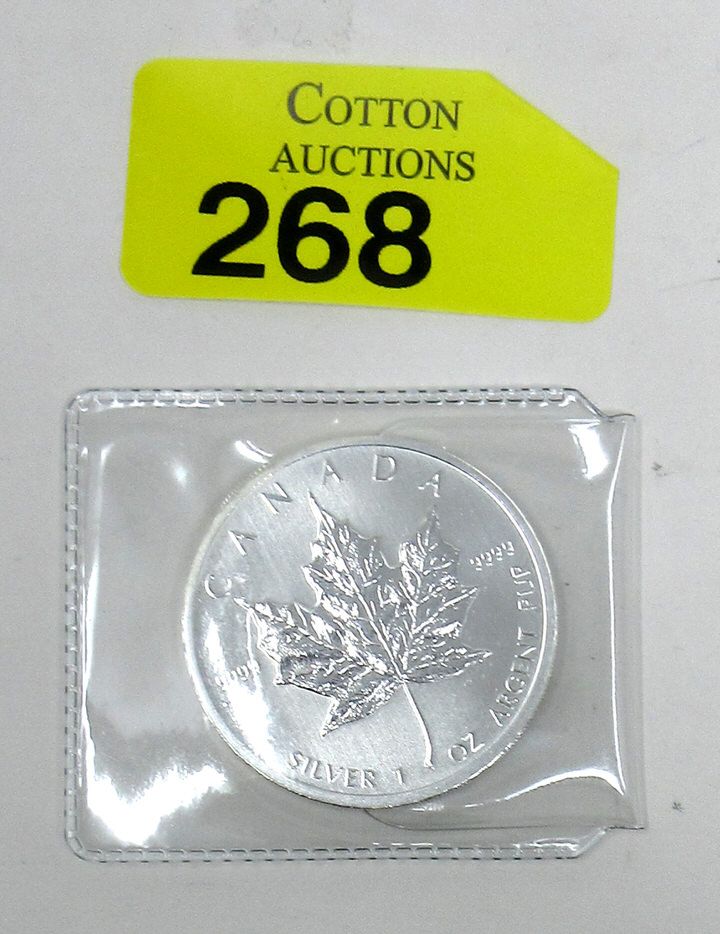 COTTON
AUCTIONS
268
CANADA
9999
9999
SILVER 1 OZ ARGENT PUR